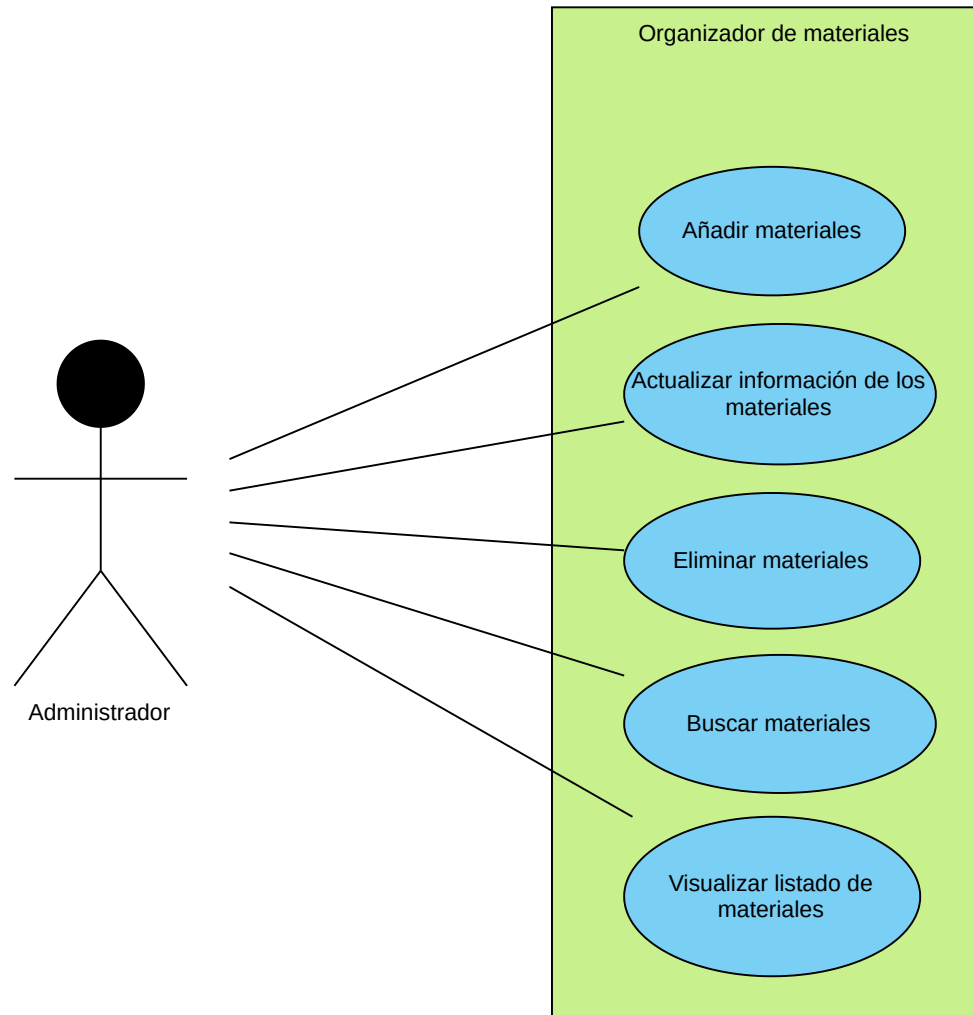 Organizador de materiales
Añadir materiales
Actualizar información de los
materiales
Eliminar materiales
Buscar materiales
Visualizar listado de
materiales
Administrador